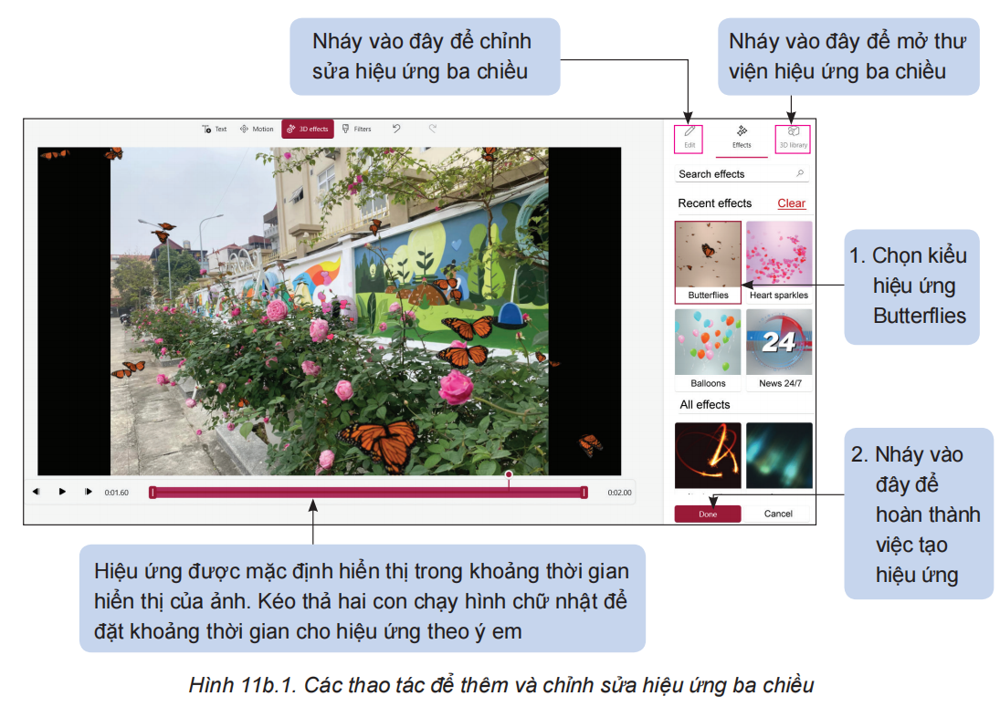 Nháy vào đây để chỉnh
sửa hiệu ứng ba chiều
Nháy vào đây để mở thư
viện hiệu ứng ba chiều
Text
Motion
3D effects
Filters
Edit
Effects
3D library
Search effects
Recent effects
Clear
Butterflies
Heart sparkles
Balloons
24
News 24/7
All effects
1. Chọn kiểu
hiệu ứng
Butterflies
2. Nháy vào
đây để
hoàn thành
việc tạo
hiệu ứng
0:01.60
0:02.00
Done
Cancel
Hiệu ứng được mặc định hiển thị trong khoảng thời gian
hiển thị của ảnh. Kéo thả hai con chạy hình chữ nhật để
đặt khoảng thời gian cho hiệu ứng theo ý em
Hình 11b.1. Các thao tác để thêm và chỉnh sửa hiệu ứng ba chiều